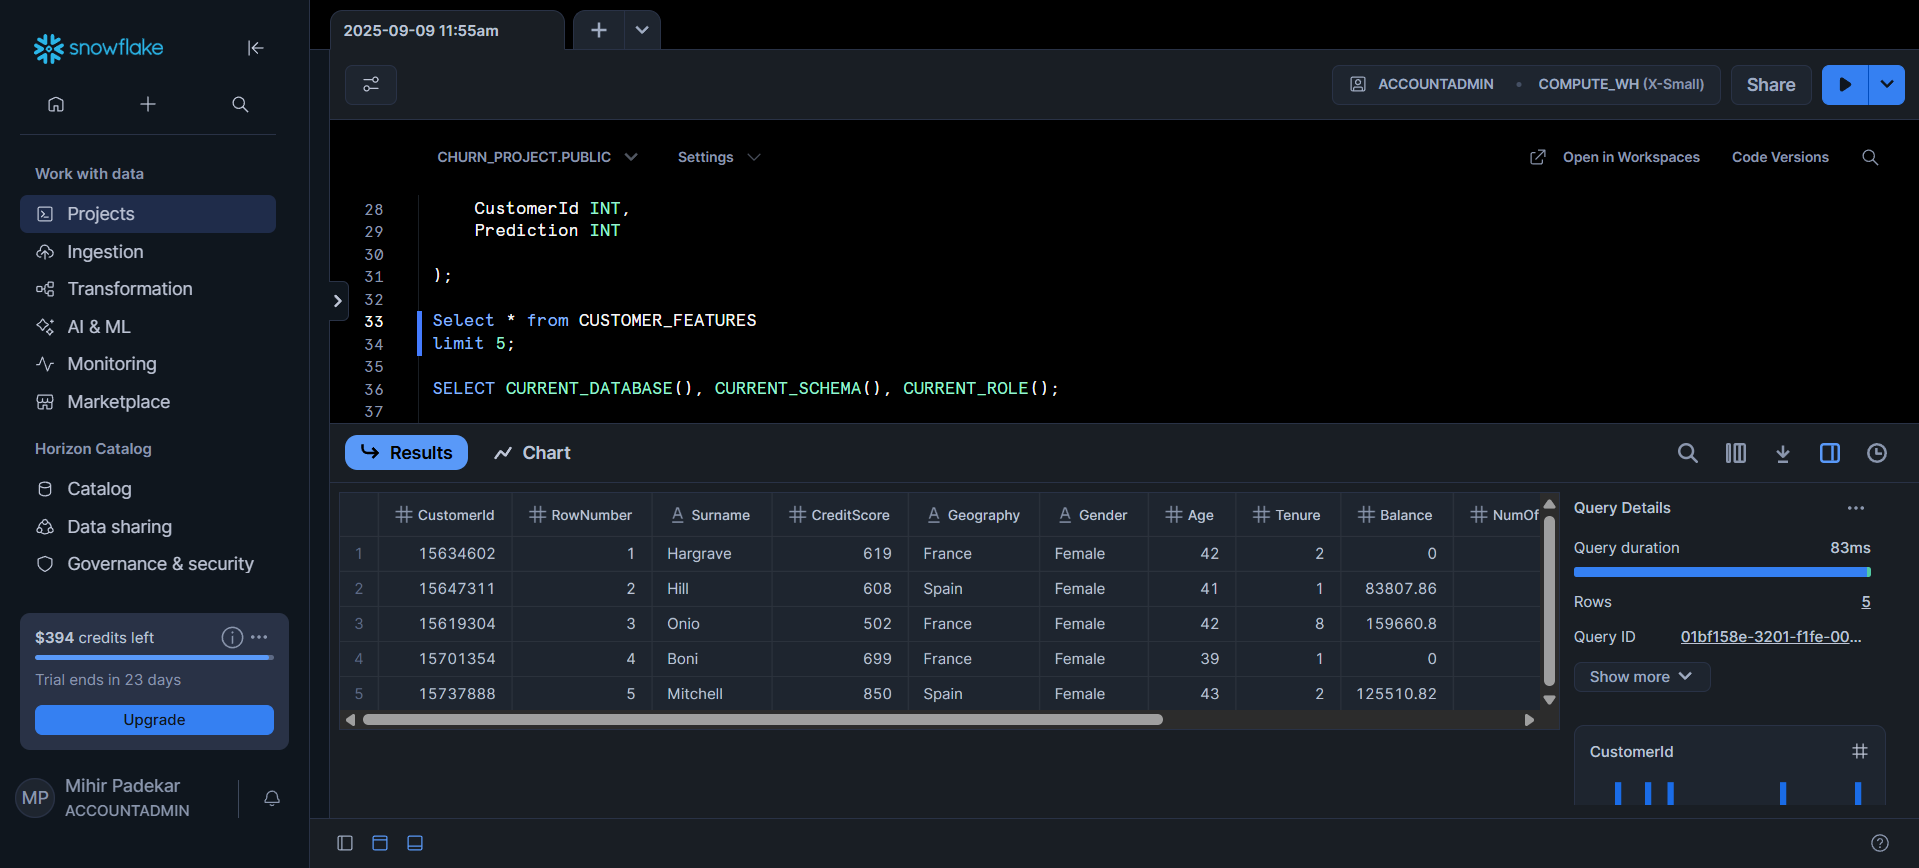 snowflake
Work with data
Projects
Ingestion
Transformation
AI & ML
Monitoring
Marketplace
Horizon Catalog
Catalog
Data sharing
Governance & security
$394 credits left
Trial ends in 23 days
Upgrade
MP
Mihir Padekar
ACCOUNTADMIN
2025-09-09 11:55am
ACCOUNTADMIN • COMPUTE_WH (X-Small)
Share
CHURN_PROJECT.PUBLIC
Settings
Open in Workspaces
Code Versions
28 CustomerId INT,
29 Prediction INT
30
31 );
32
33 Select * from CUSTOMER_FEATURES
34 limit 5;
35
36 SELECT CURRENT_DATABASE(), CURRENT_SCHEMA(), CURRENT_ROLE();
37
Results
Chart
CustomerId RowNumber Surname CreditScore Geography Gender Age Tenure Balance NumOf
1 15634602 1 Hargrave 619 France Female 42 2 0
2 15647311 2 Hill 608 Spain Female 41 1 83807.86
3 15619304 3 Onio 502 France Female 42 8 159660.8
4 15701354 4 Boni 699 France Female 39 1 0
5 15737888 5 Mitchell 850 Spain Female 43 2 125510.82
Query Details
Query duration 83ms
Rows 5
Query ID 01bf158e-3201-f1fe-00...
Show more
CustomerId